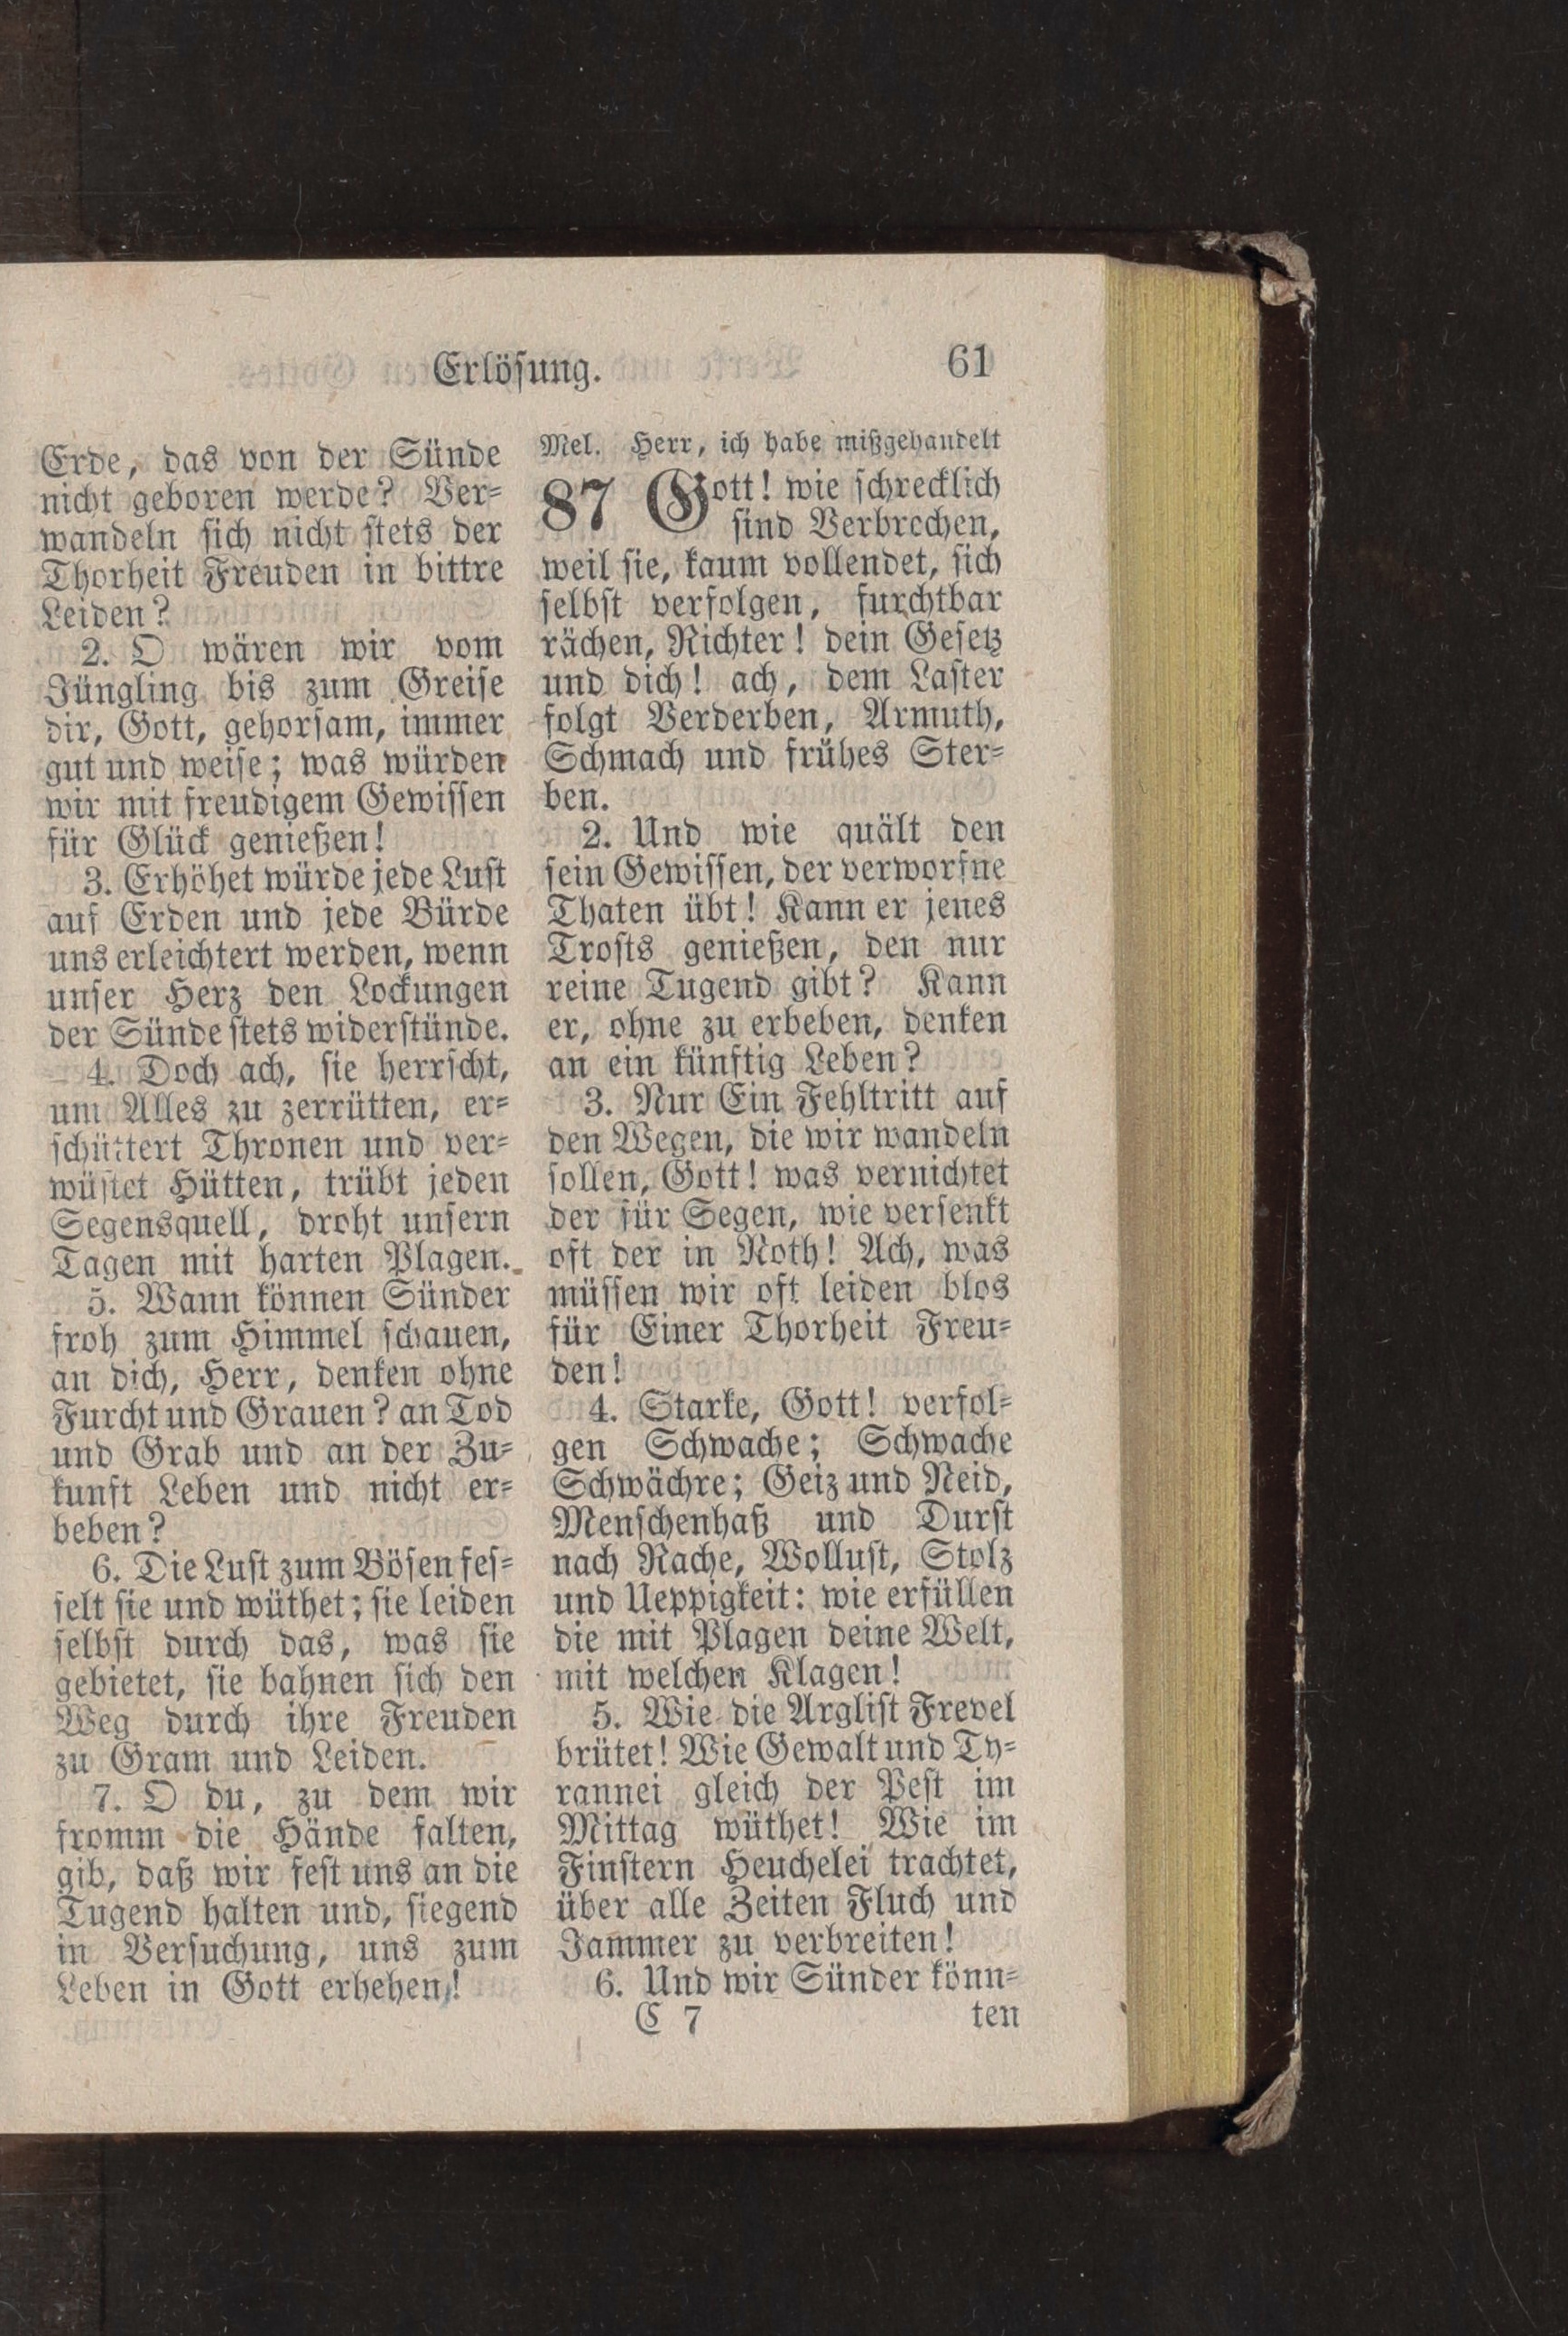 Erlösung.
61
Erde, das von der Sünde
nicht geboren werde? Ver-
wandeln sich nicht stets der
Thorheit Freuden in bittre
Leiden?
2. O wären wir vom
Jüngling bis zum Greise
dir, Gott, gehorsam, immer
gut und weise; was würden
wir mit freudigem Gewissen
für Glück genießen!
3. Erhöhet würde jede Lust
auf Erden und jede Bürde
uns erleichtert werden, wenn
unser Herz den Lockungen
der Sünde stets widerstünde.
4. Doch ach, sie herrscht,
um Alles zu zerrütten, er-
schüttert Thronen und ver-
wüstet Hütten, trübt jeden
Segensquell, droht unsern
Tagen mit harten Plagen.
5. Wann können Sünder
froh zum Himmel schauen,
an dich, Herr, denken ohne
Furcht und Grauen? an Tod
und Grab und an der Zu-
kunft Leben und nicht er-
beben?
6. Die Lust zum Bösen fes-
selt sie und wüthet; sie leiden
selbst durch das, was sie
gebietet, sie bahnen sich den
Weg durch ihre Freuden
zu Gram und Leiden.
7. O du, zu dem wir
fromm die Hände falten,
gib, daß wir fest uns an die
Tugend halten und, siegend
in Versuchung, uns zum
Leben in Gott erhehen!
Mel. Herr, ich habe mißgehandelt
87 Gott! wie schrecklich
sind Verbrechen,
weil sie, kaum vollendet, sich
selbst verfolgen, furchtbar
rächen, Richter! dein Gesetz
und dich! ach, dem Laster
folgt Verderben, Armuth,
Schmach und frühes Ster-
ben.
2. Und wie quält den
sein Gewissen, der verworfne
Thaten übt! Kann er jenes
Trosts genießen, den nur
reine Tugend gibt? Kann
er, ohne zu erbeben, denken
an ein künftig Leben?
3. Nur Ein Fehltritt auf
den Wegen, die wir wandeln
sollen, Gott! was vernichtet
der für Segen, wie versenkt
oft der in Noth! Ach, was
müssen wir oft leiden blos
für Einer Thorheit Freu-
den!
4. Starke, Gott! verfol-
gen Schwache; Schwache
Schwächre; Geiz und Neid,
Menschenhaß und Durst
nach Rache, Wollust, Stolz
und Ueppigkeit: wie erfüllen
die mit Plagen deine Welt,
mit welchen Klagen!
5. Wie die Arglist Frevel
brütet! Wie Gewalt und Ty-
rannei gleich der Pest im
Mittag wüthet! Wie im
Finstern Heuchelei trachtet,
über alle Zeiten Fluch und
Jammer zu verbreiten!
6. Und wir Sünder könn-
C 7
ten